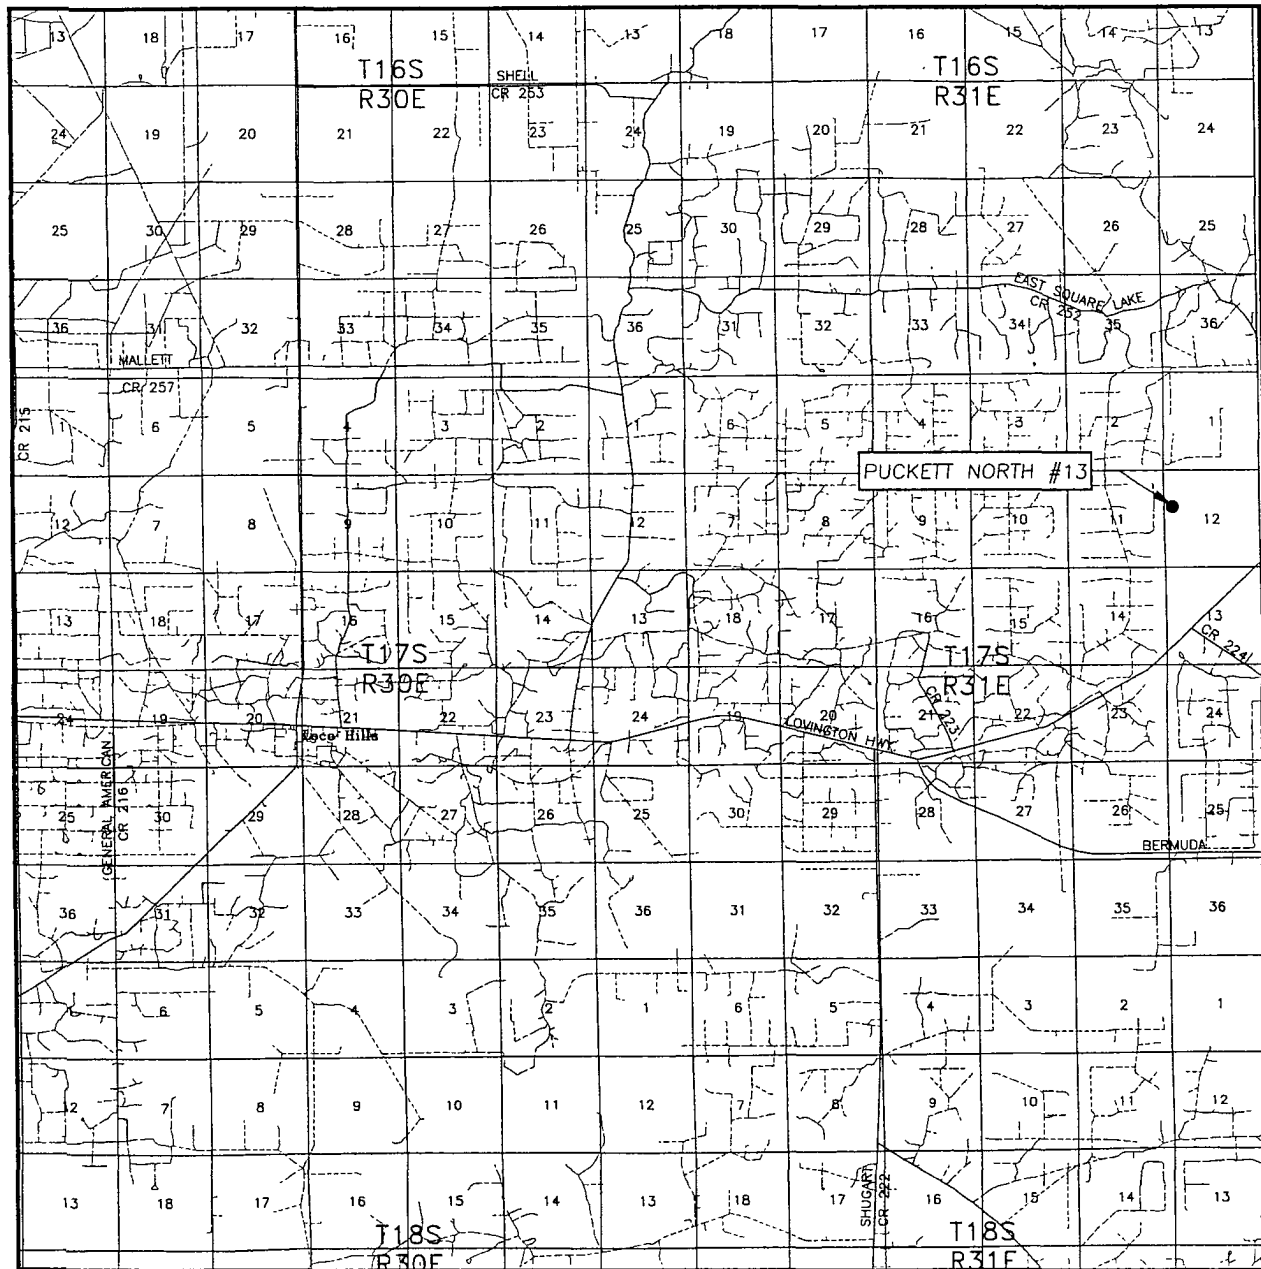 13 18 17 16 15 14 13 18 17 16 15 14 13
T16S T16S
R30E R31E
SHELL
CR 253
24 19 20 21 22 23 24 19 20 21 22 23 24
25 30 29 28 27 26 25 30 29 28 27 26 25
EAST SQUARE LAKE
CR 252
36 31 32 33 34 35 36 31 32 33 34 35 36
MALLETT
CR 257
CR 215
1 6 5 4 3 2 1 6 5 4 3 2 1
PUCKETT NORTH #13
12 7 8 9 10 11 12 7 8 9 10 11 12
13 18 17 16 15 14 13 18 17 16 15 14 13
CR 224
T17S T17S
R30E R31E
CR 223
24 19 20 21 22 23 24 19 20 21 22 23 24
Loco Hills
LOVINGTON HWY
GENERAL AMERICAN
CR 216
25 30 29 28 27 26 25 30 29 28 27 26 25
BERMUDA
36 31 32 33 34 35 36 31 32 33 34 35 36
1 6 5 4 3 2 1 6 5 4 3 2 1
12 7 8 9 10 11 12 7 8 9 10 11 12
13 18 17 16 15 14 13 18 17 16 15 14 13
SHUGART
CR 222
T18S T18S
R30E R31E